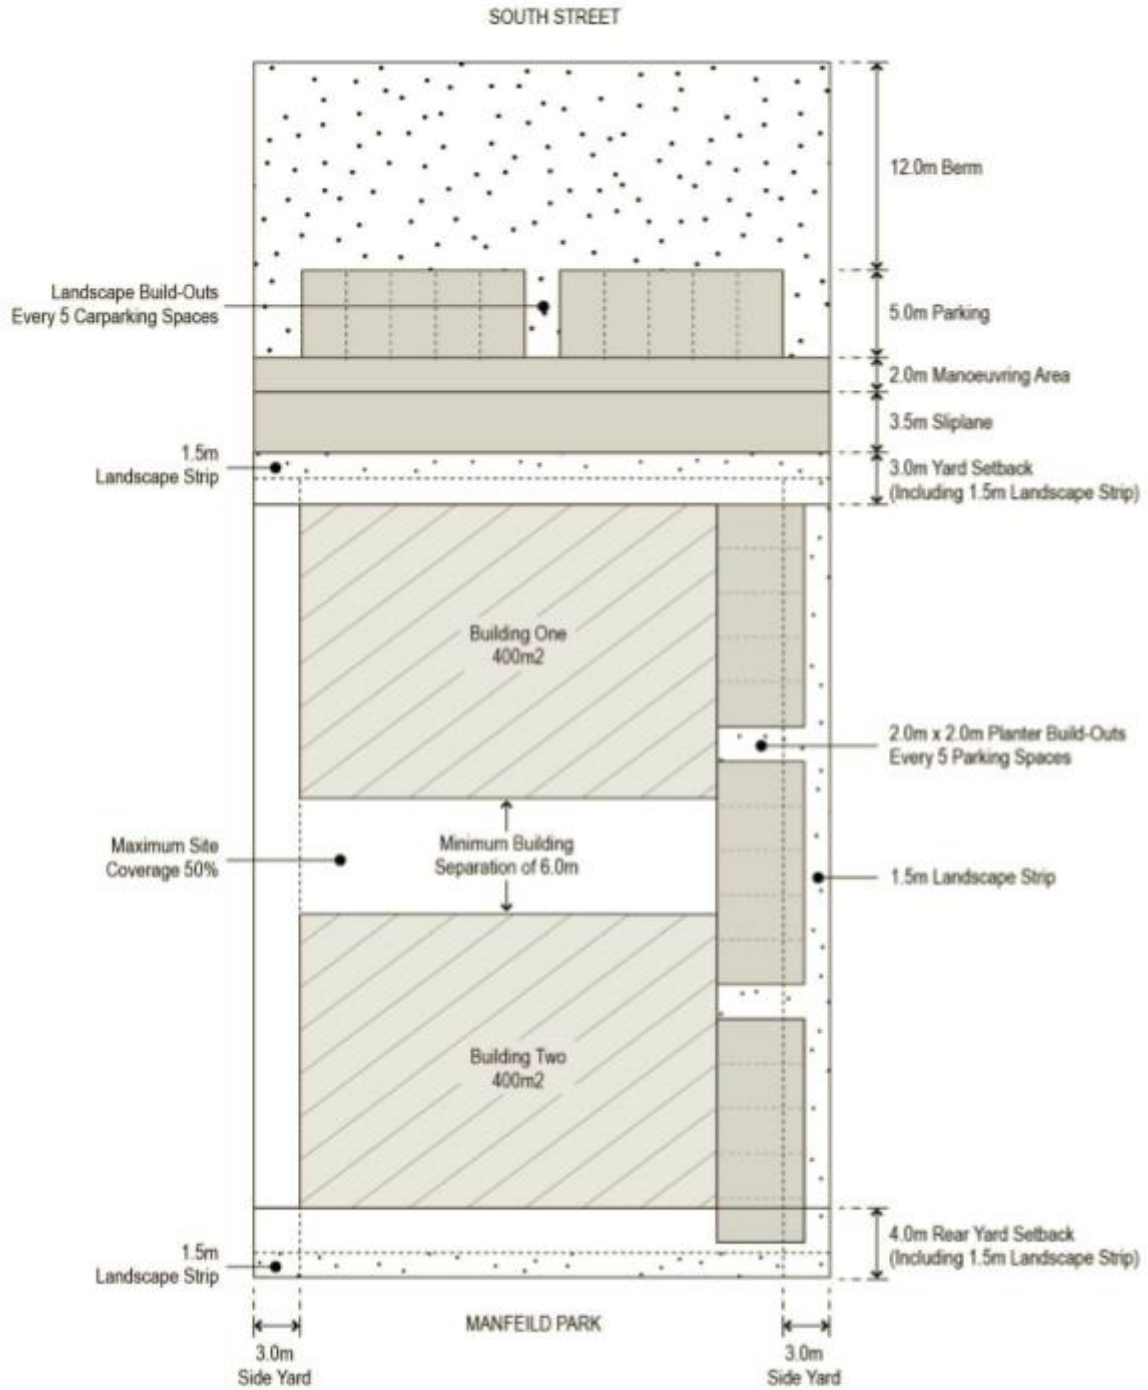 SOUTH STREET
12.0m Berm
Landscape Build-Outs
Every 5 Carparking Spaces
5.0m Parking
2.0m Manoeuvring Area
3.5m Sliplane
1.5m
Landscape Strip
3.0m Yard Setback
(Including 1.5m Landscape Strip)
Building One
400m2
2.0m x 2.0m Planter Build-Outs
Every 5 Parking Spaces
Maximum Site
Coverage 50%
Minimum Building
Separation of 6.0m
1.5m Landscape Strip
Building Two
400m2
4.0m Rear Yard Setback
(Including 1.5m Landscape Strip)
1.5m
Landscape Strip
MANFEILD PARK
3.0m
Side Yard
3.0m
Side Yard